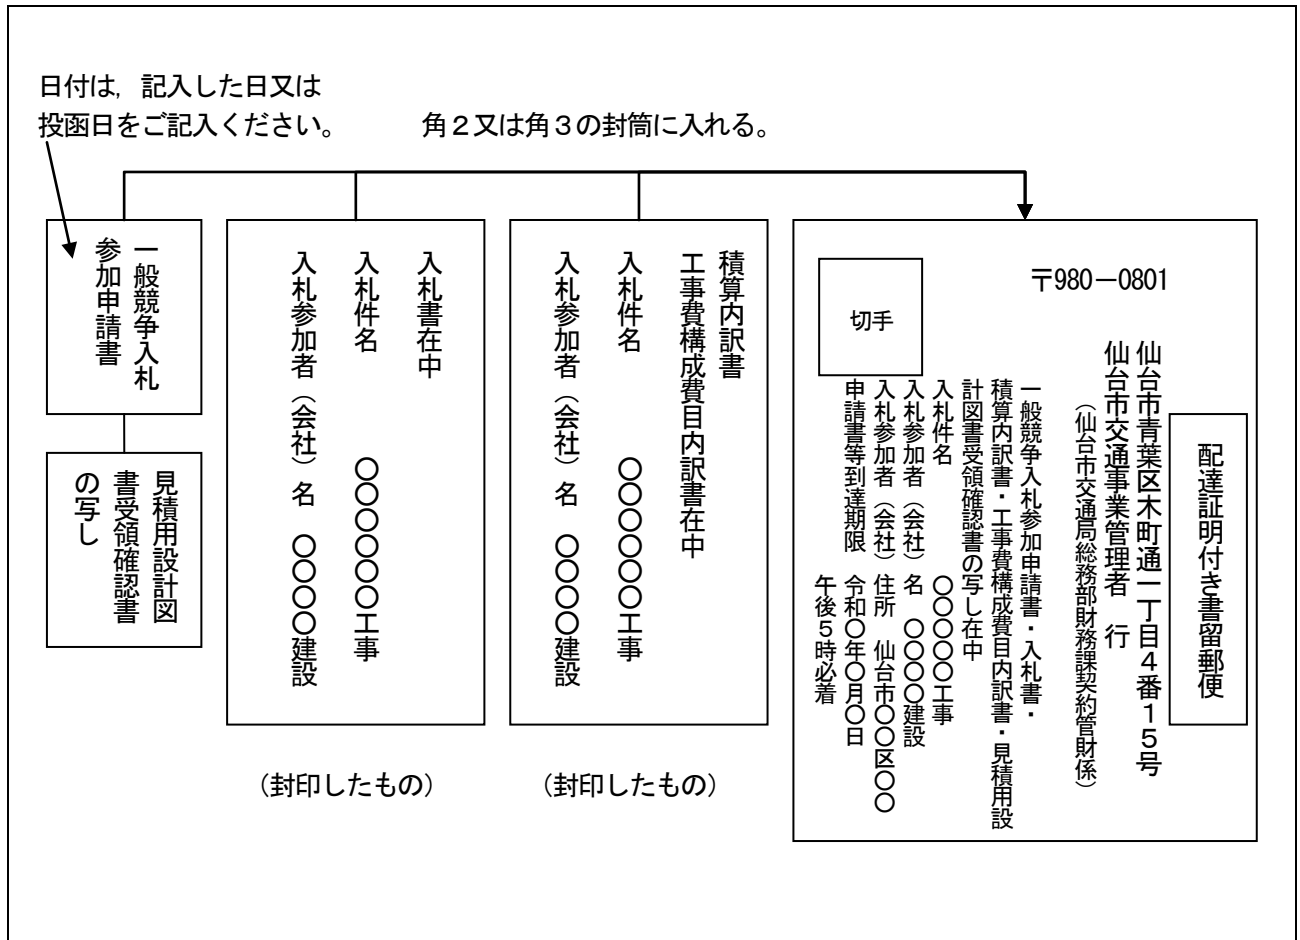 日付は，記入した日又は
投函日をご記入ください。
角２又は角３の封筒に入れる。
一般競争入札
参加申請書
見積用設計図
書受領確認書
の写し
入札書在中
入札件名　〇〇〇〇〇〇工事
入札参加者（会社）名　〇〇〇〇建設
（封印したもの）
積算内訳書
工事費構成費目内訳書在中
入札件名　〇〇〇〇〇〇工事
入札参加者（会社）名　〇〇〇〇建設
（封印したもの）
〒980－0801
切手
配達証明付き書留郵便
仙台市青葉区木町通一丁目４番１５号
仙台市交通事業管理者　行
（仙台市交通局総務部財務課契約管財係）
一般競争入札参加申請書・入札書・
積算内訳書・工事費構成費目内訳書・見積用設
計図書受領確認書の写し在中
入札件名　〇〇〇〇〇工事
入札参加者（会社）名　〇〇〇〇建設
入札参加者（会社）住所　仙台市〇〇区〇〇
申請書等到達期限　令和〇年〇月〇日
午後５時必着